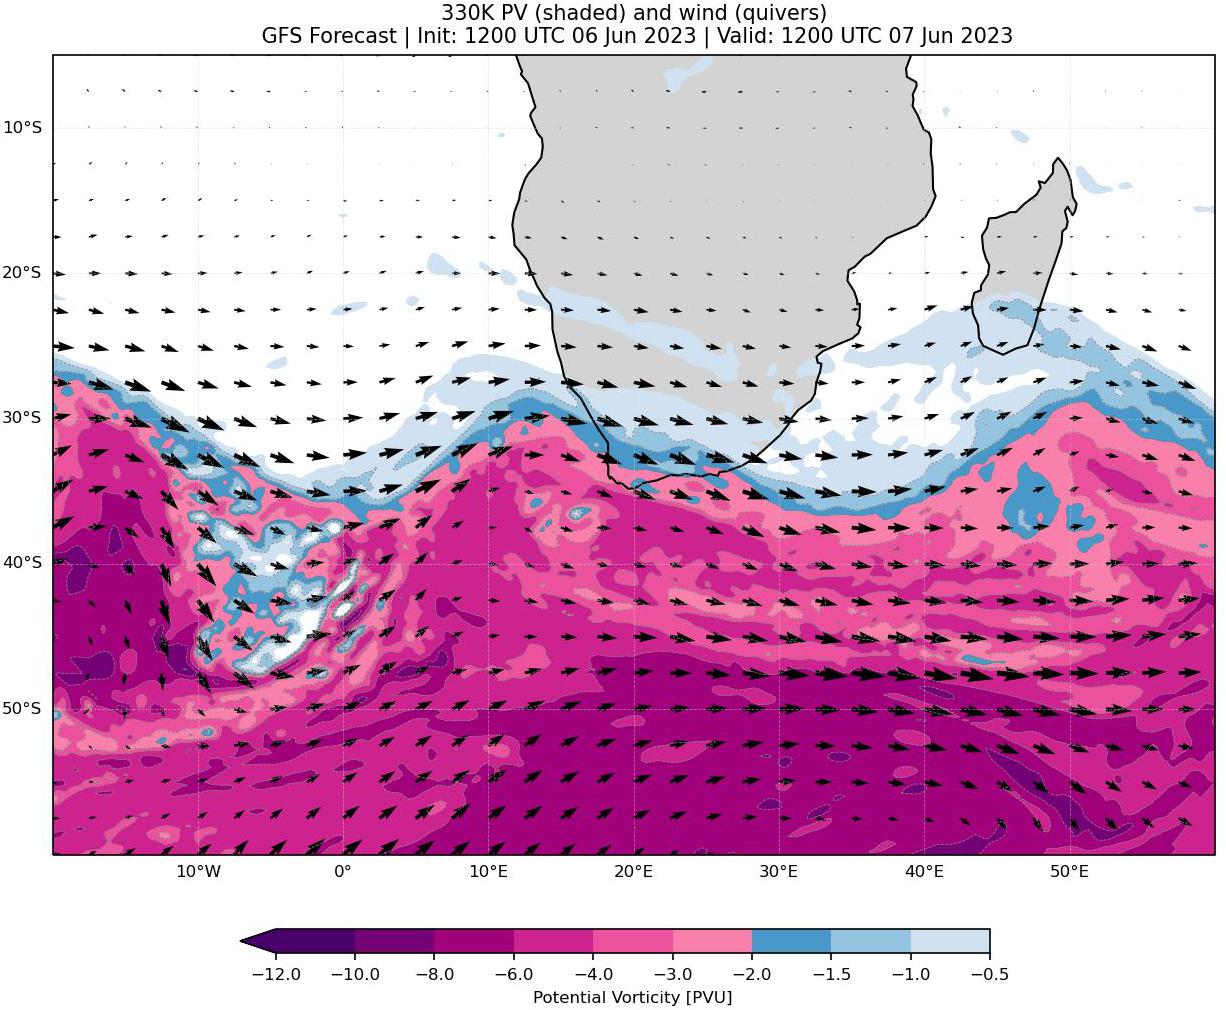 330K PV (shaded) and wind (quivers)
GFS Forecast | Init: 1200 UTC 06 Jun 2023 | Valid: 1200 UTC 07 Jun 2023
10°S
20°S
30°S
40°S
50°S
10°W 0° 10°E 20°E 30°E 40°E 50°E
−12.0 −10.0 −8.0 −6.0 −4.0 −3.0 −2.0 −1.5 −1.0 −0.5
Potential Vorticity [PVU]